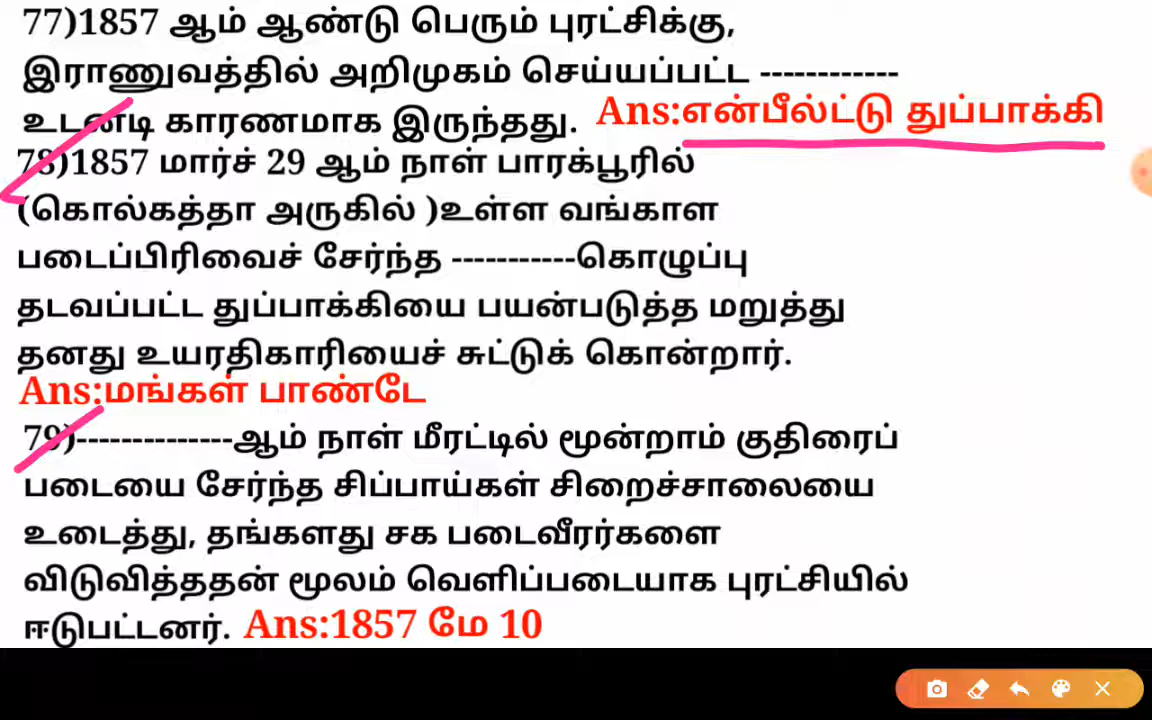 77)1857 ஆம் ஆண்டு பெரும் புரட்சிக்கு,
இராணுவத்தில் அறிமுகம் செய்யப்பட்ட ------------
உடனடி காரணமாக இருந்தது. Ans:என்பீல்ட்டு துப்பாக்கி
78)1857 மார்ச் 29 ஆம் நாள் பாரக்பூரில்
(கொல்கத்தா அருகில் )உள்ள வங்காள
படைப்பிரிவைச் சேர்ந்த -----------கொழுப்பு
தடவப்பட்ட துப்பாக்கியை பயன்படுத்த மறுத்து
தனது உயரதிகாரியைச் சுட்டுக் கொன்றார்.
Ans:மங்கள் பாண்டே
79)--------------ஆம் நாள் மீரட்டில் மூன்றாம் குதிரைப்
படையை சேர்ந்த சிப்பாய்கள் சிறைச்சாலையை
உடைத்து, தங்களது சக படைவீரர்களை
விடுவித்ததன் மூலம் வெளிப்படையாக புரட்சியில்
ஈடுபட்டனர். Ans:1857 மே 10